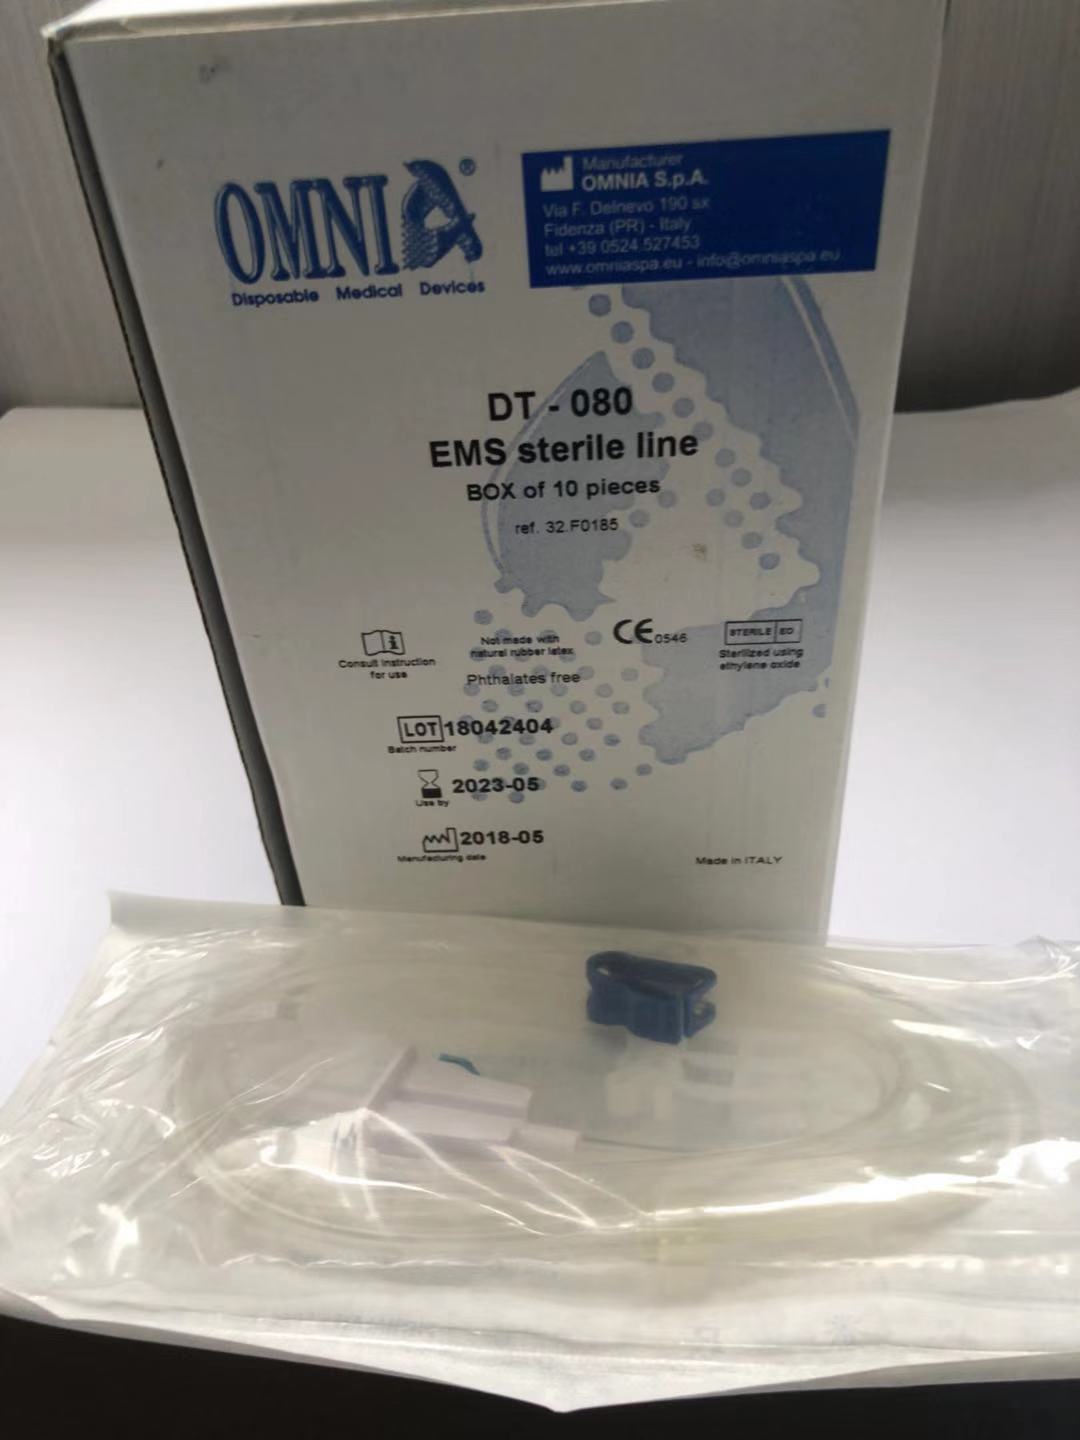 OMNIA®
Disposable Medical Devices
Manufacturer
OMNIA S.p.A.
Via F. Delnevo 190 sx
Fidenza (PR) - Italy
tel +39 0524 527453
www.omniaspa.eu - info@omniaspa.eu
DT - 080
EMS sterile line
BOX of 10 pieces
ref. 32.F0185
Consult instruction
for use
Not made with
natural rubber latex
Phthalates free
CE 0546
STERILE EO
Sterilized using
ethylene oxide
LOT 18042404
Batch number
2023-05
Use by
2018-05
Manufacturing date
Made in ITALY